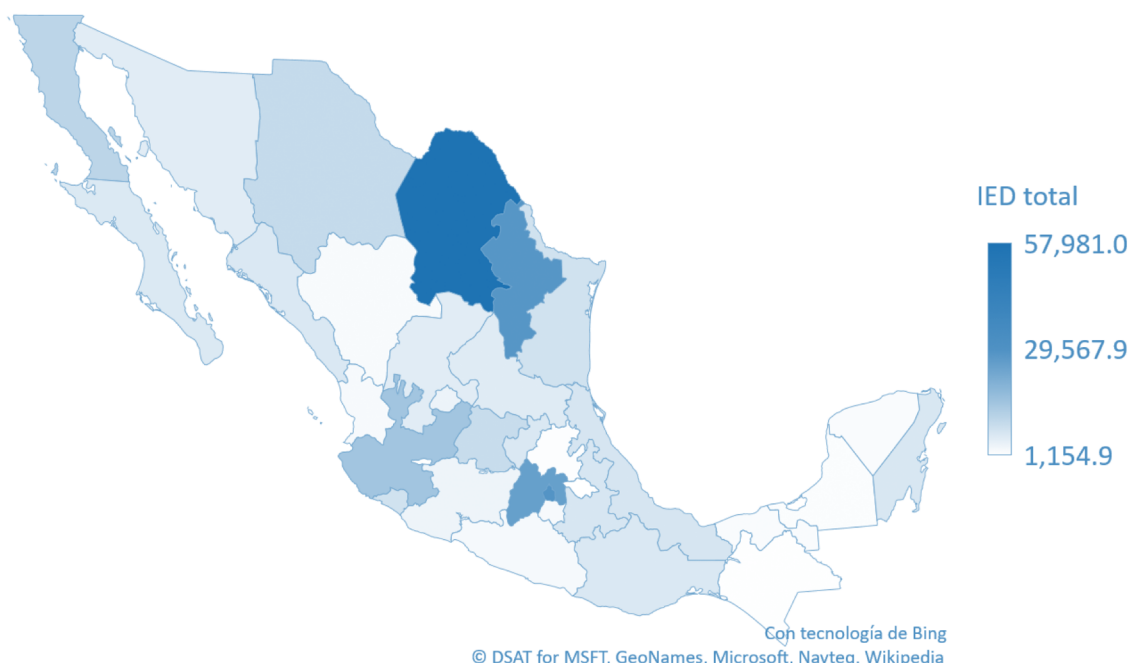 IED total
57,981.0
29,567.9
1,154.9
Con tecnología de Bing
© DSAT for MSFT, GeoNames, Microsoft, Navteq, Wikipedia